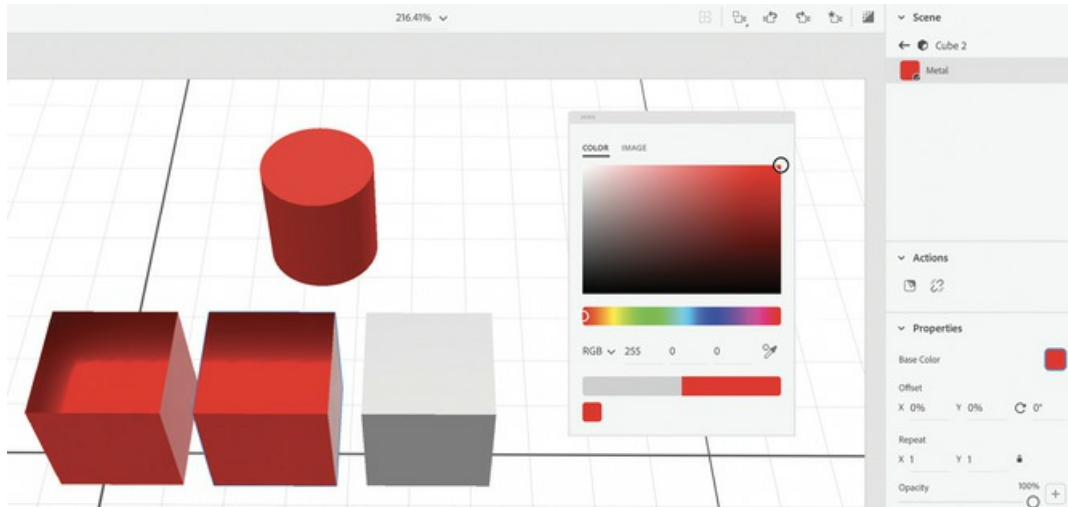 216.41%
Scene
Cube 2
Metal
COLOR IMAGE
RGB 255 0 0
Actions
Properties
Base Color
Offset
X 0% Y 0% 0°
Repeat
X 1 Y 1
Opacity 100%